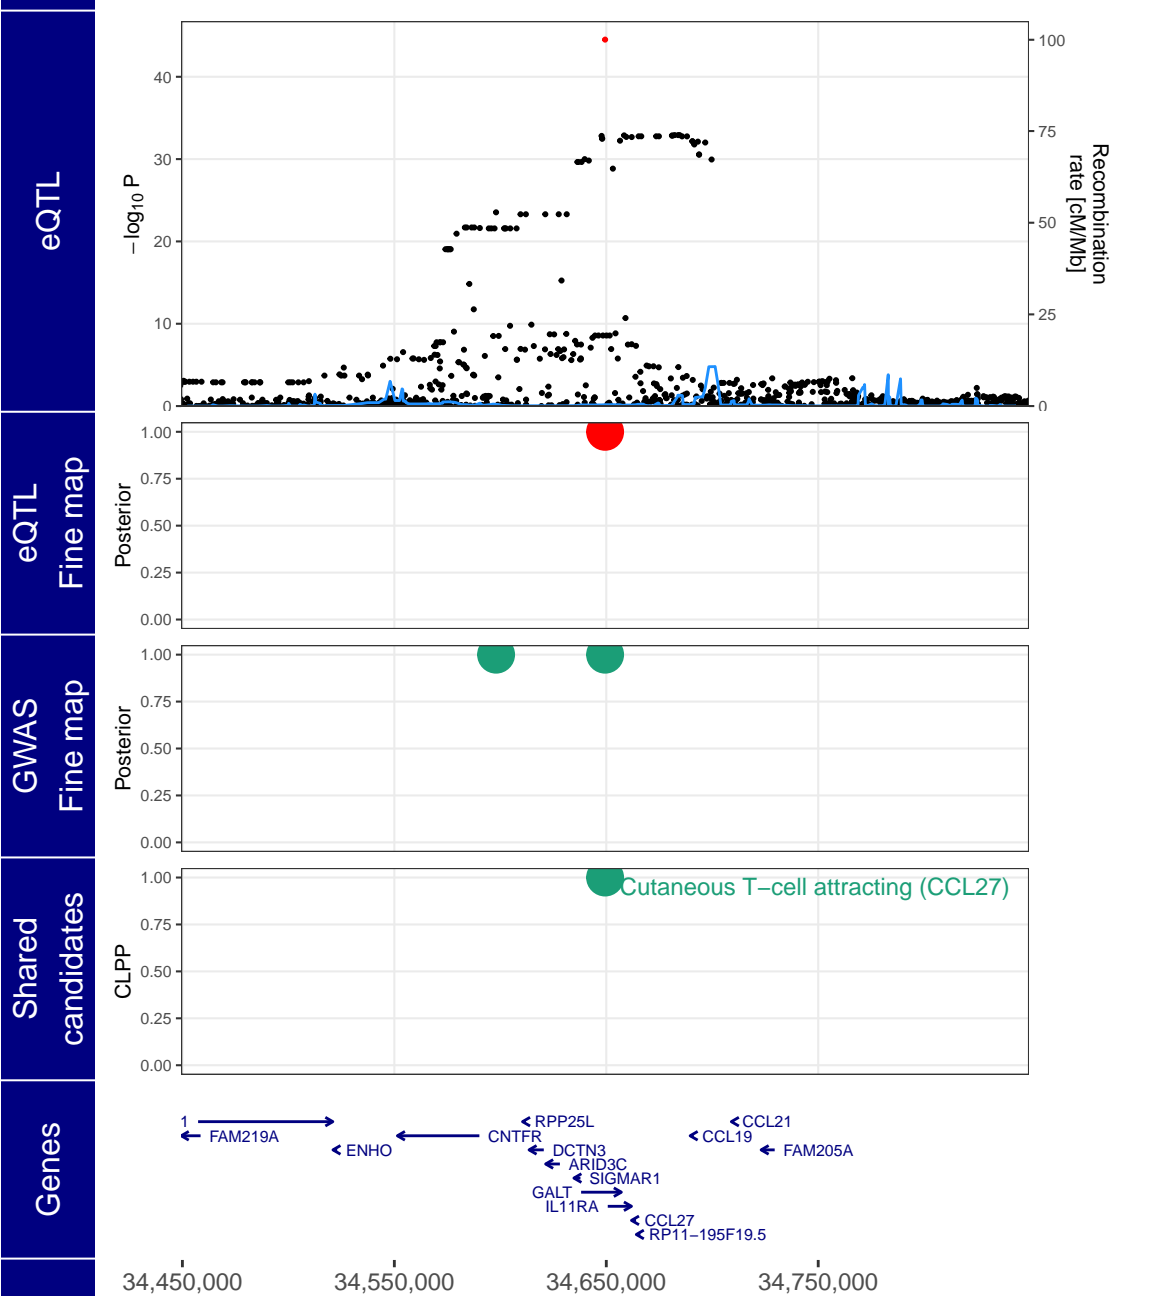 eQTL
−log10 P
40
30
20
10
0
100
75
50
25
0
Recombination
rate [cM/Mb]
eQTL
Fine map
Posterior
1.00
0.75
0.50
0.25
0.00
GWAS
Fine map
Posterior
1.00
0.75
0.50
0.25
0.00
Shared
candidates
CLPP
1.00
0.75
0.50
0.25
0.00
Cutaneous T−cell attracting (CCL27)
Genes
1
RPP25L
CCL21
FAM219A
CNTFR
CCL19
ENHO
DCTN3
FAM205A
ARID3C
SIGMAR1
GALT
IL11RA
CCL27
RP11−195F19.5
34,450,000
34,550,000
34,650,000
34,750,000